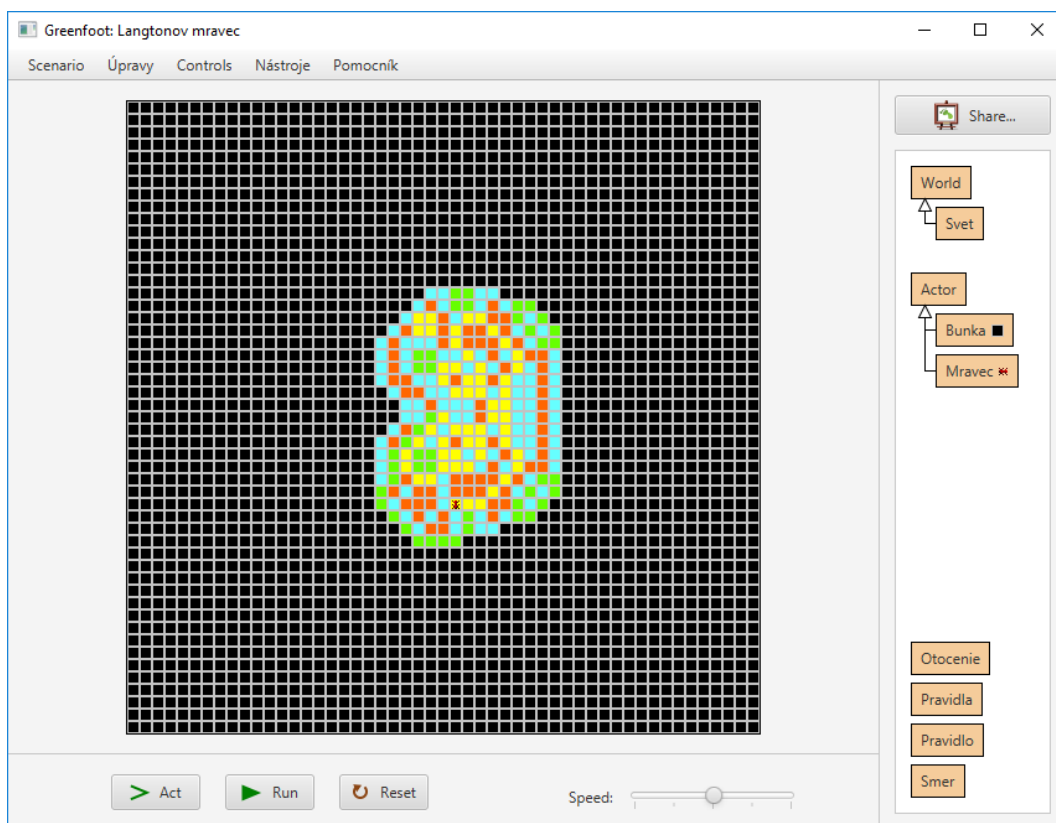 Greenfoot: Langtonov mravec
Scenario Úpravy Controls Nástroje Pomocník
Share...
World
Svet
Actor
Bunka
Mravec
Otocenie
Pravidla
Pravidlo
Smer
Act Run Reset Speed: